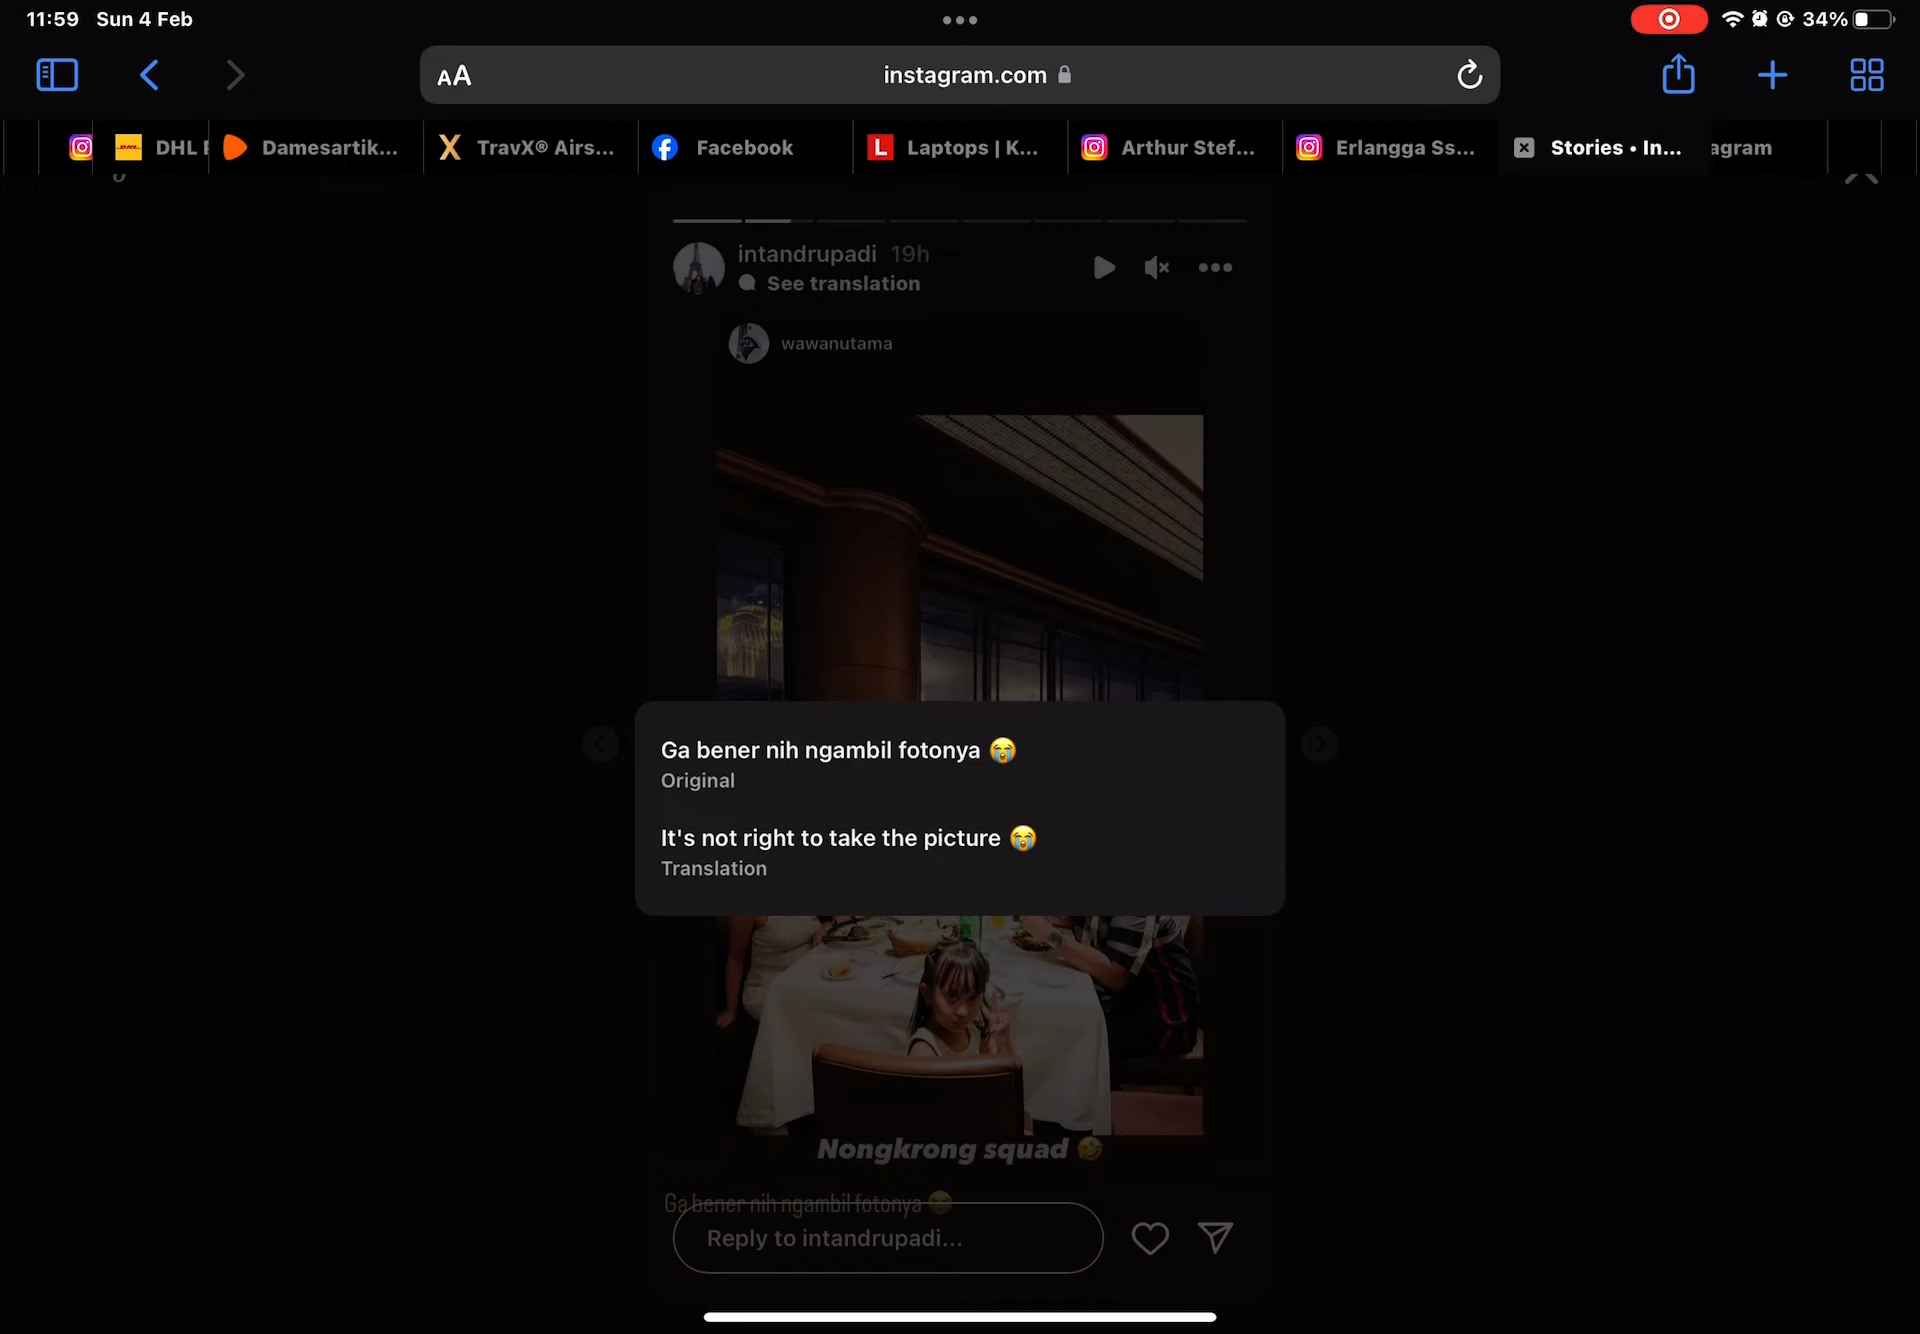 11:59 Sun 4 Feb
34%
AA
instagram.com
DHL
Damesartik...
TravX® Airs...
Facebook
L Laptops | K...
Arthur Stef...
Erlangga Ss...
Stories • In...
agram
intandrupadi 19h
See translation
wawanutama
Ga bener nih ngambil fotonya 😭
Original
It's not right to take the picture 😭
Translation
Nongkrong squad 🤣
Ga bener nih ngambil fotonya 😭
Reply to intandrupadi...